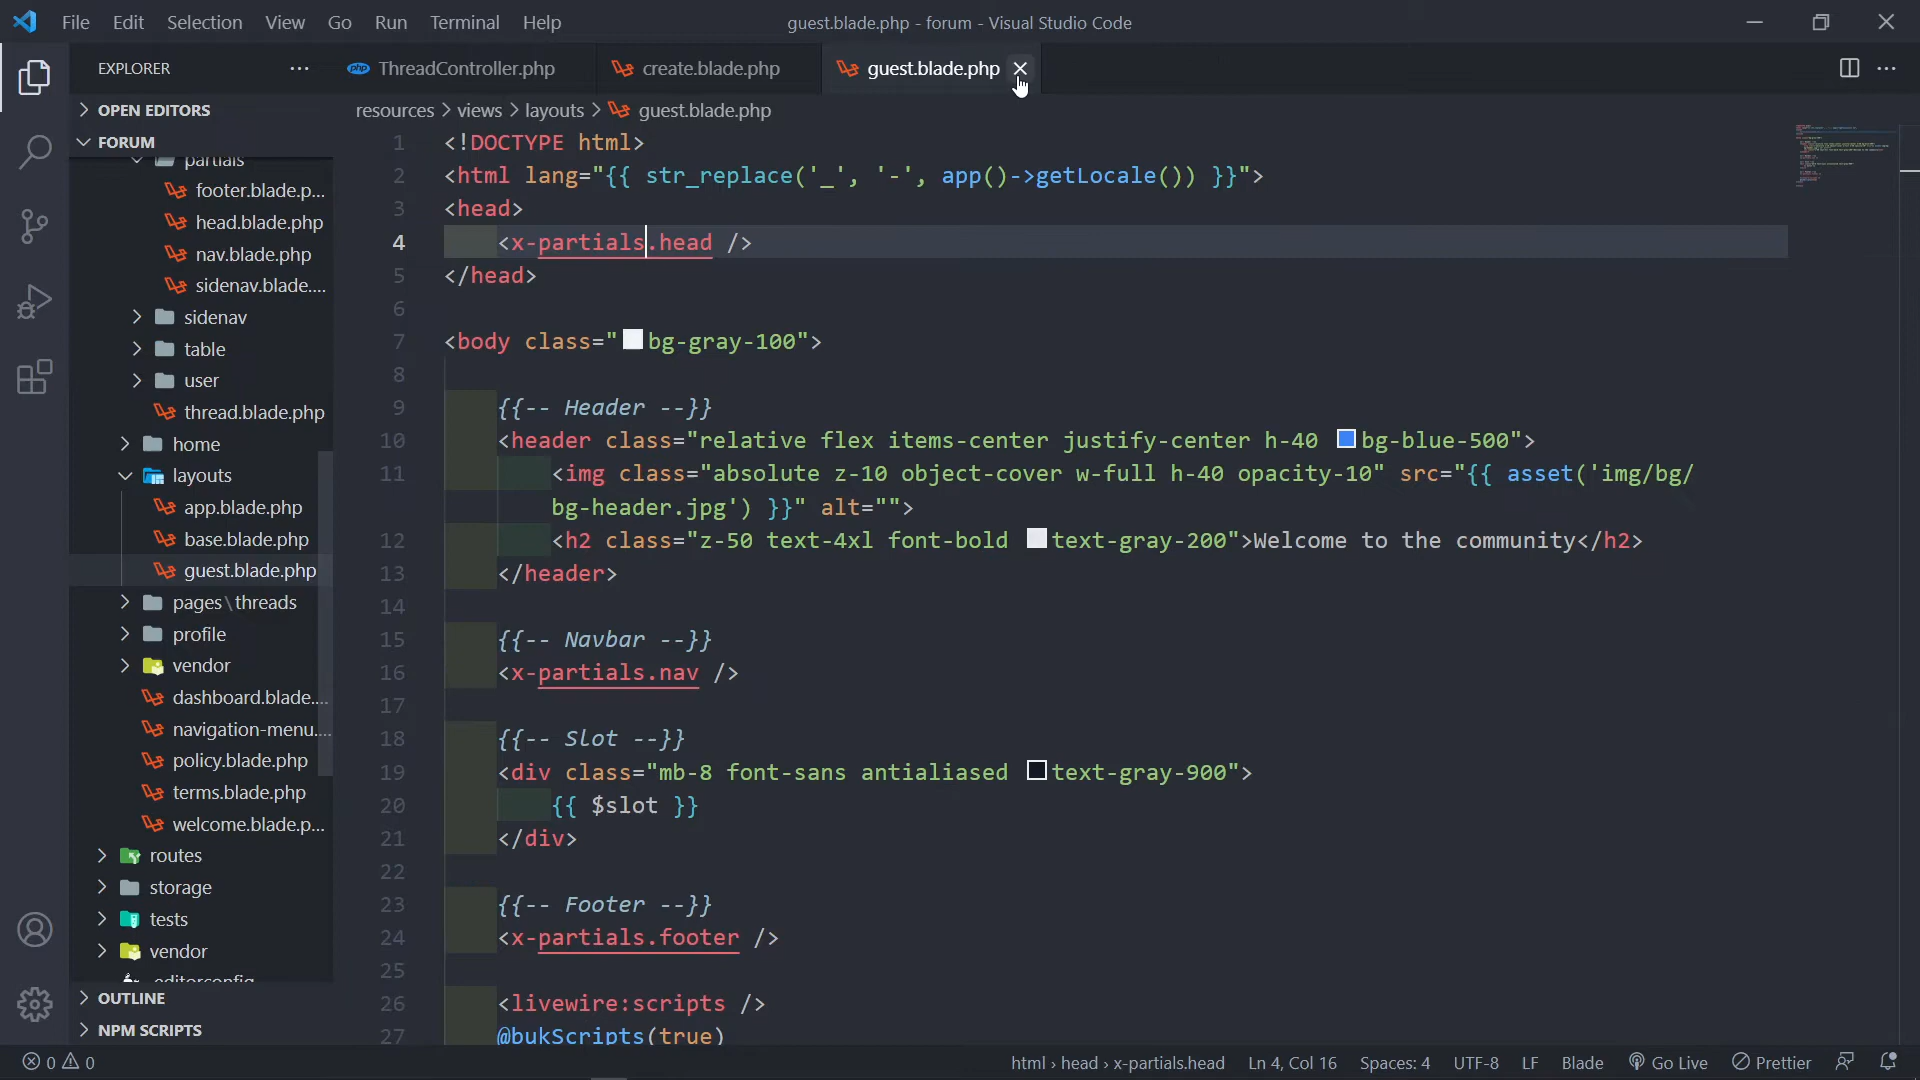 File Edit Selection View Go Run Terminal Help
guest.blade.php - forum - Visual Studio Code
EXPLORER
php ThreadController.php
create.blade.php
guest.blade.php
OPEN EDITORS
resources > views > layouts > guest.blade.php
FORUM
partials
footer.blade.p...
head.blade.php
nav.blade.php
sidenav.blade....
sidenav
table
user
thread.blade.php
home
layouts
app.blade.php
base.blade.php
guest.blade.php
pages\threads
profile
vendor
dashboard.blade....
navigation-menu....
policy.blade.php
terms.blade.php
welcome.blade.p...
routes
storage
tests
vendor
.editorconfig
OUTLINE
NPM SCRIPTS
1 <!DOCTYPE html>
2 <html lang="{{ str_replace('_', '-', app()->getLocale()) }}">
3 <head>
4 <x-partials.head />
5 </head>
6
7 <body class="bg-gray-100">
8
9 {{-- Header --}}
10 <header class="relative flex items-center justify-center h-40 bg-blue-500">
11 <img class="absolute z-10 object-cover w-full h-40 opacity-10" src="{{ asset('img/bg/
bg-header.jpg') }}" alt="">
12 <h2 class="z-50 text-4xl font-bold text-gray-200">Welcome to the community</h2>
13 </header>
14
15 {{-- Navbar --}}
16 <x-partials.nav />
17
18 {{-- Slot --}}
19 <div class="mb-8 font-sans antialiased text-gray-900">
20 {{ $slot }}
21 </div>
22
23 {{-- Footer --}}
24 <x-partials.footer />
25
26 <livewire:scripts />
27 @bukScripts(true)
0 0
html › head › x-partials.head Ln 4, Col 16 Spaces: 4 UTF-8 LF Blade Go Live Prettier